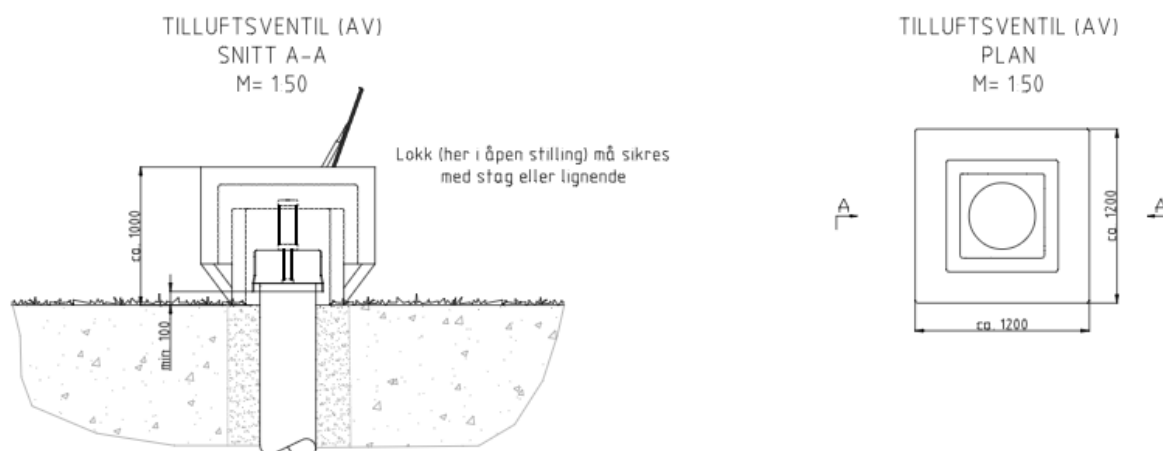 TILLUFTSVENTIL (AV)
SNITT A-A
M= 1:50
Lokk (her i åpen stilling) må sikres
med stag eller lignende
ca. 1000
min. 100
TILLUFTSVENTIL (AV)
PLAN
M= 1:50
A
A
ca. 1200
ca. 1200